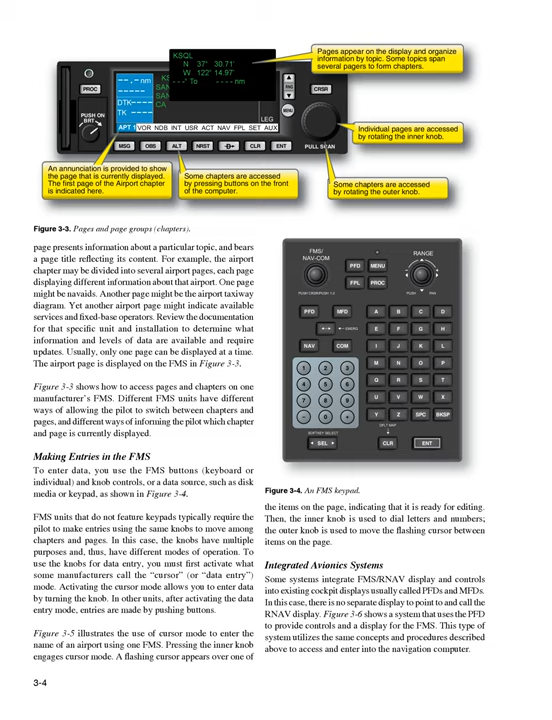 KSQL
N 37° 30.71'
W 122° 14.97'
To
nm
nm
DTK
TK
CA
LEG
APT 1 VOR NDB INT USR ACT NAV FPL SET AUX
PROC
PUSH ON
BRT
RNG
MENU
CRSR
PULL SCAN
MSG OBS ALT NRST D CLR ENT
Pages appear on the display and organize
information by topic. Some topics span
several pagers to form chapters.
Individual pages are accessed
by rotating the inner knob.
An annunciation is provided to show
the page that is currently displayed.
The first page of the Airport chapter
is indicated here.
Some chapters are accessed
by pressing buttons on the front
of the computer.
Some chapters are accessed
by rotating the outer knob.
Figure 3-3. Pages and page groups (chapters).
page presents information about a particular topic, and bears
a page title reflecting its content. For example, the airport
chapter may be divided into several airport pages, each page
displaying different information about that airport. One page
might be navaids. Another page might be the airport taxiway
diagram. Yet another airport page might indicate available
services and fixed-base operators. Review the documentation
for that specific unit and installation to determine what
information and levels of data are available and require
updates. Usually, only one page can be displayed at a time.
The airport page is displayed on the FMS in Figure 3-3.
Figure 3-3 shows how to access pages and chapters on one
manufacturer's FMS. Different FMS units have different
ways of allowing the pilot to switch between chapters and
pages, and different ways of informing the pilot which chapter
and page is currently displayed.
Making Entries in the FMS
To enter data, you use the FMS buttons (keyboard or
individual) and knob controls, or a data source, such as disk
media or keypad, as shown in Figure 3-4.
FMS units that do not feature keypads typically require the
pilot to make entries using the same knobs to move among
chapters and pages. In this case, the knobs have multiple
purposes and, thus, have different modes of operation. To
use the knobs for data entry, you must first activate what
some manufacturers call the “cursor” (or “data entry”)
mode. Activating the cursor mode allows you to enter data
by turning the knob. In other units, after activating the data
entry mode, entries are made by pushing buttons.
Figure 3-5 illustrates the use of cursor mode to enter the
name of an airport using one FMS. Pressing the inner knob
engages cursor mode. A flashing cursor appears over one of
FMS/
NAV-COM
RANGE
PFD MENU
FPL PROC
PUSH CRSR/PUSH 1-2
PUSH PAN
PFD MFD A B C D
E F G H
NAV COM I J K L
1 2 3 M N O P
4 5 6 Q R S T
7 8 9 U V W X
0 Y Z SPC BKSP
SOFTKEY SELECT
DFLT MAP
SEL CLR ENT
Figure 3-4. An FMS keypad.
the items on the page, indicating that it is ready for editing.
Then, the inner knob is used to dial letters and numbers;
the outer knob is used to move the flashing cursor between
items on the page.
Integrated Avionics Systems
Some systems integrate FMS/RNAV display and controls
into existing cockpit displays usually called PFDs and MFDs.
In this case, there is no separate display to point to and call the
RNAV display. Figure 3-6 shows a system that uses the PFD
to provide controls and a display for the FMS. This type of
system utilizes the same concepts and procedures described
above to access and enter into the navigation computer.
3-4